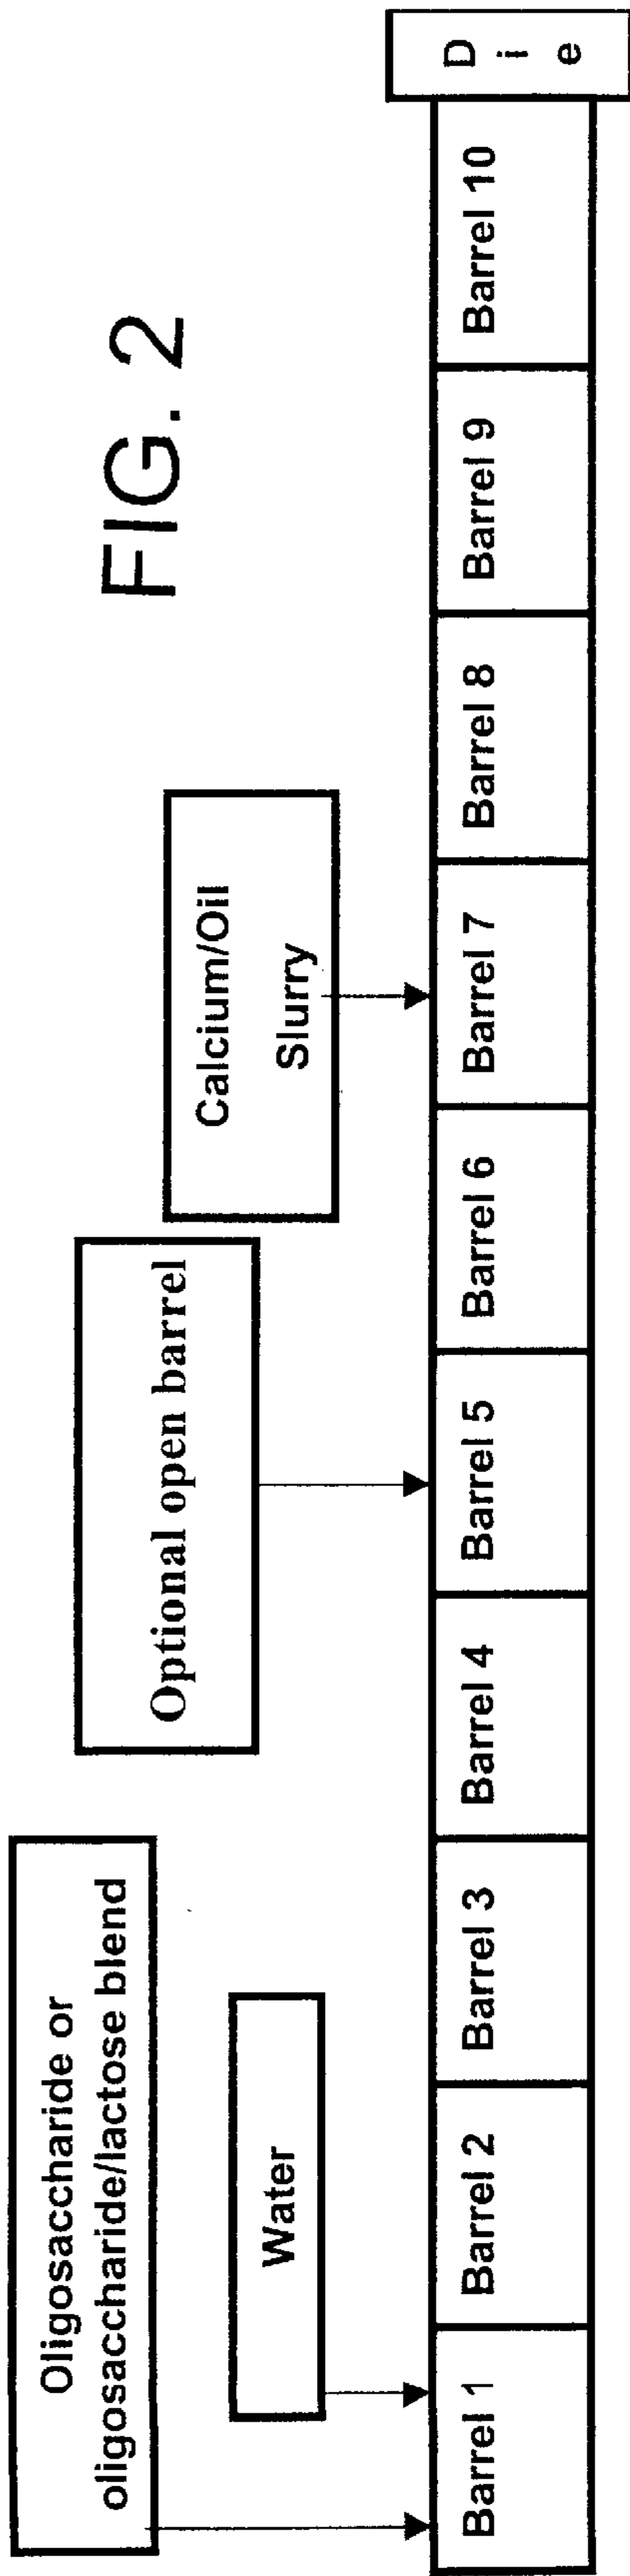 FIG. 2
Oligosaccharide or
oligosaccharide/lactose blend
Water
Optional open barrel
Calcium/Oil
Slurry
Barrel 1
Barrel 2
Barrel 3
Barrel 4
Barrel 5
Barrel 6
Barrel 7
Barrel 8
Barrel 9
Barrel 10
Die